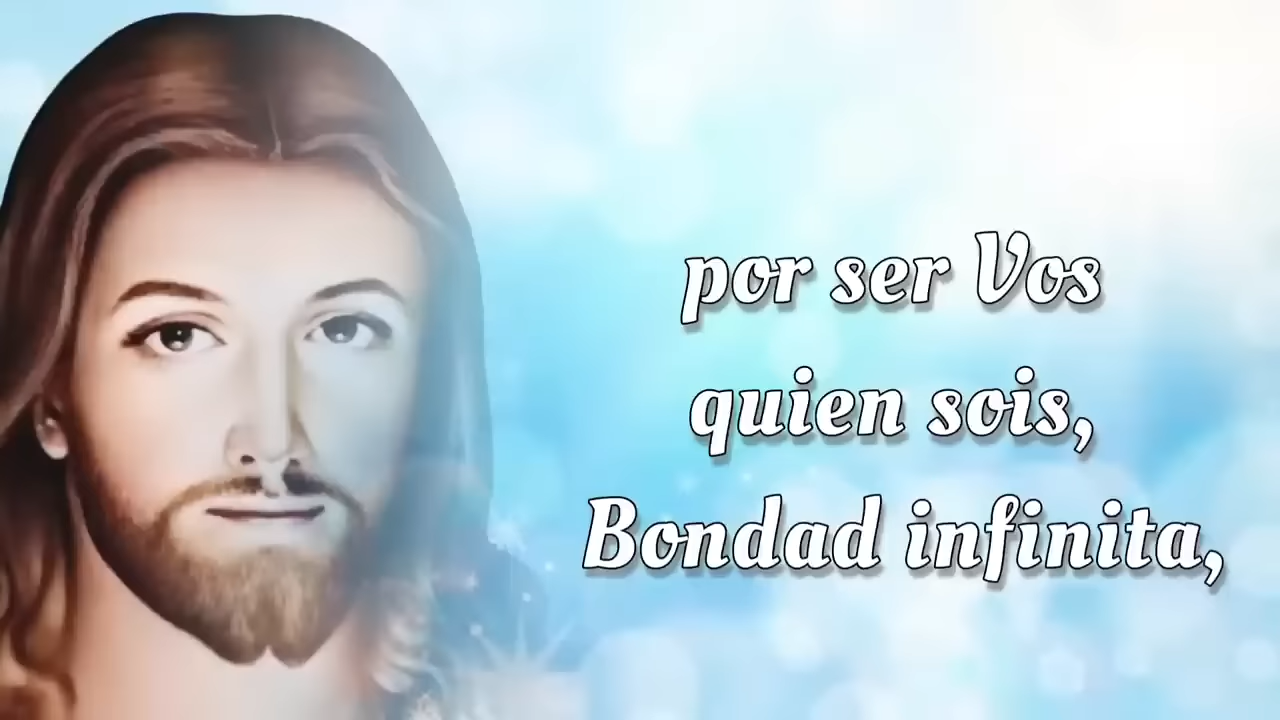 por ser Vos
quien sois,
Bondad infinita,